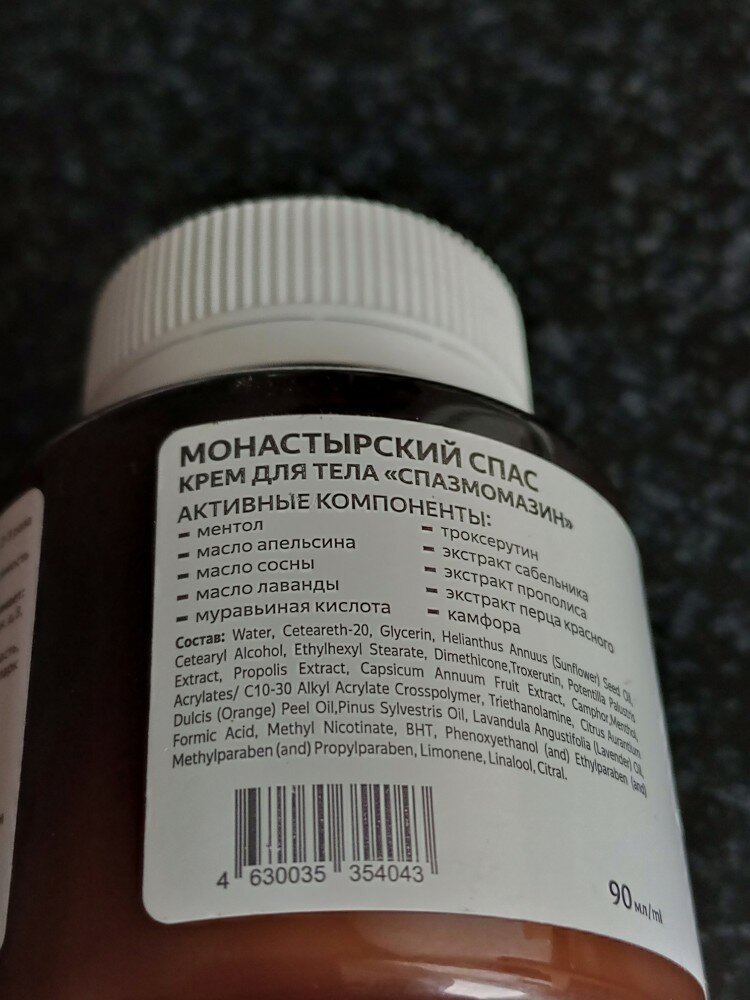 МОНАСТЫРСКИЙ СПАС
КРЕМ ДЛЯ ТЕЛА «СПАЗМОМАЗИН»
АКТИВНЫЕ КОМПОНЕНТЫ:
– ментол
– масло апельсина
– масло сосны
– масло лаванды
– муравьиная кислота
– троксерутин
– экстракт сабельника
– экстракт прополиса
– экстракт перца красного
– камфора
Состав: Water, Ceteareth-20, Glycerin, Helianthus Annuus (Sunflower) Seed Oil,
Cetearyl Alcohol, Ethylhexyl Stearate, Dimethicone,Troxerutin, Potentilla Palustris
Extract, Propolis Extract, Capsicum Annuum Fruit Extract, Camphor,Menthol,
Acrylates/ C10-30 Alkyl Acrylate Crosspolymer, Triethanolamine, Citrus Aurantium
Dulcis (Orange) Peel Oil,Pinus Sylvestris Oil, Lavandula Angustifolia (Lavender) Oil,
Formic Acid, Methyl Nicotinate, BHT, Phenoxyethanol (and) Ethylparaben (and)
Methylparaben (and) Propylparaben, Limonene, Linalool, Citral.
4 630035 354043
90 мл/ml